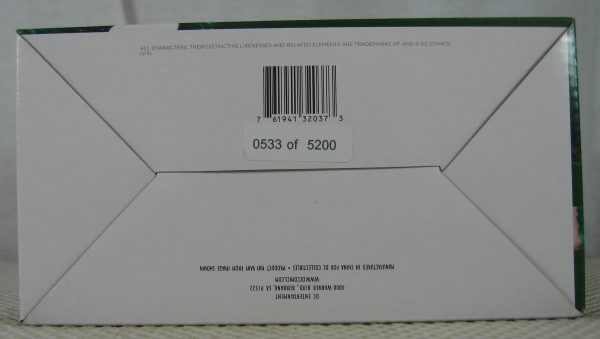 ALL CHARACTERS, THEIR DISTINCTIVE LIKENESSES AND RELATED ELEMENTS ARE TRADEMARKS OF AND © DC COMICS.
7 61941 32037 3
0533 of 5200
DC ENTERTAINMENT
4000 WARNER BLVD., BURBANK, CA 91522
WWW.DCCOMICS.COM
MANUFACTURED IN CHINA FOR DC COLLECTIBLES • PRODUCT MAY VARY FROM IMAGE SHOWN